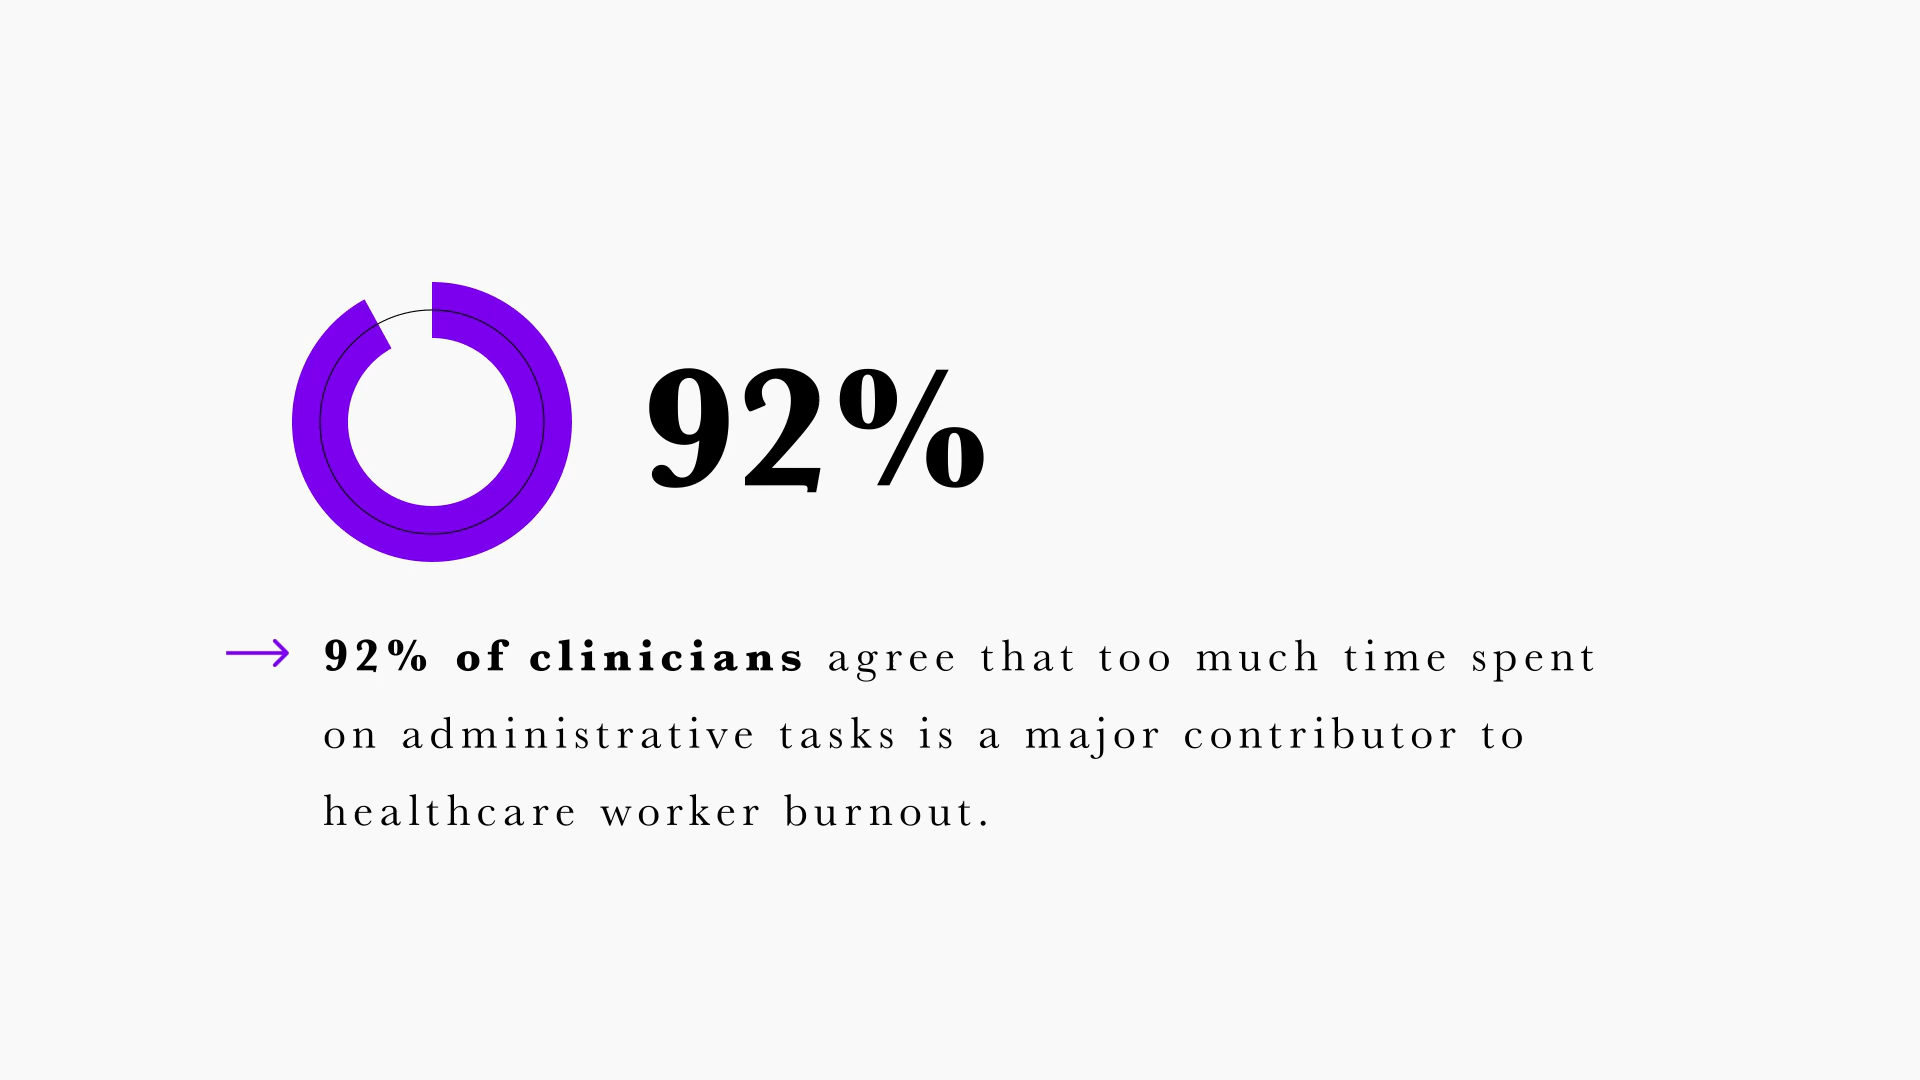 92%
92% of clinicians agree that too much time spent
on administrative tasks is a major contributor to
healthcare worker burnout.